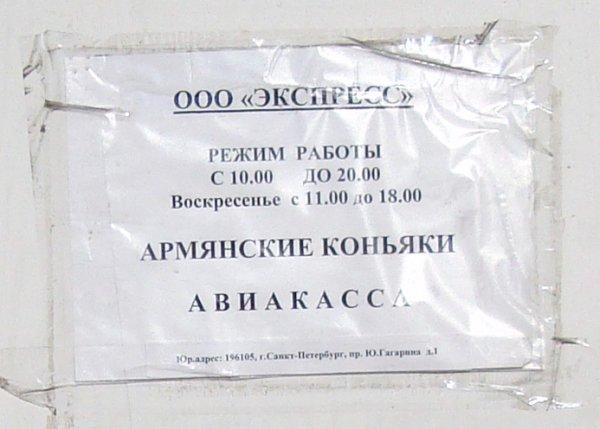 ООО «ЭКСПРЕСС»
РЕЖИМ РАБОТЫ
С 10.00 ДО 20.00
Воскресенье с 11.00 до 18.00
АРМЯНСКИЕ КОНЬЯКИ
АВИАКАССА
Юр.адрес: 196105, г.Санкт-Петербург, пр. Ю.Гагарина д.1